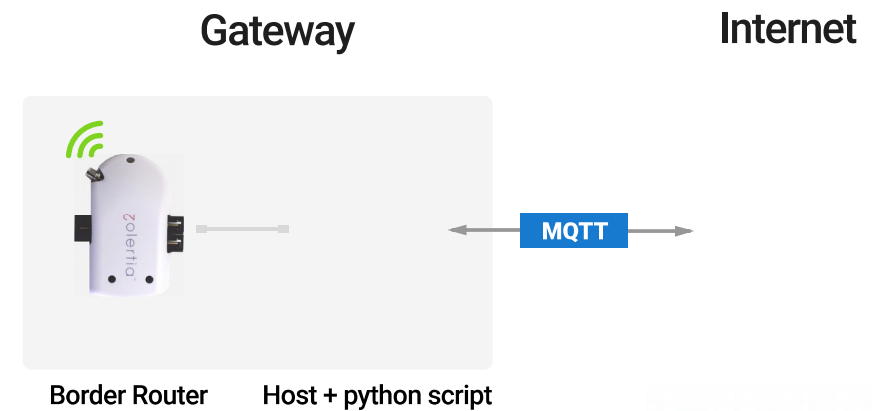 Gateway
Internet
Zolertia
MQTT
Border Router
Host + python script